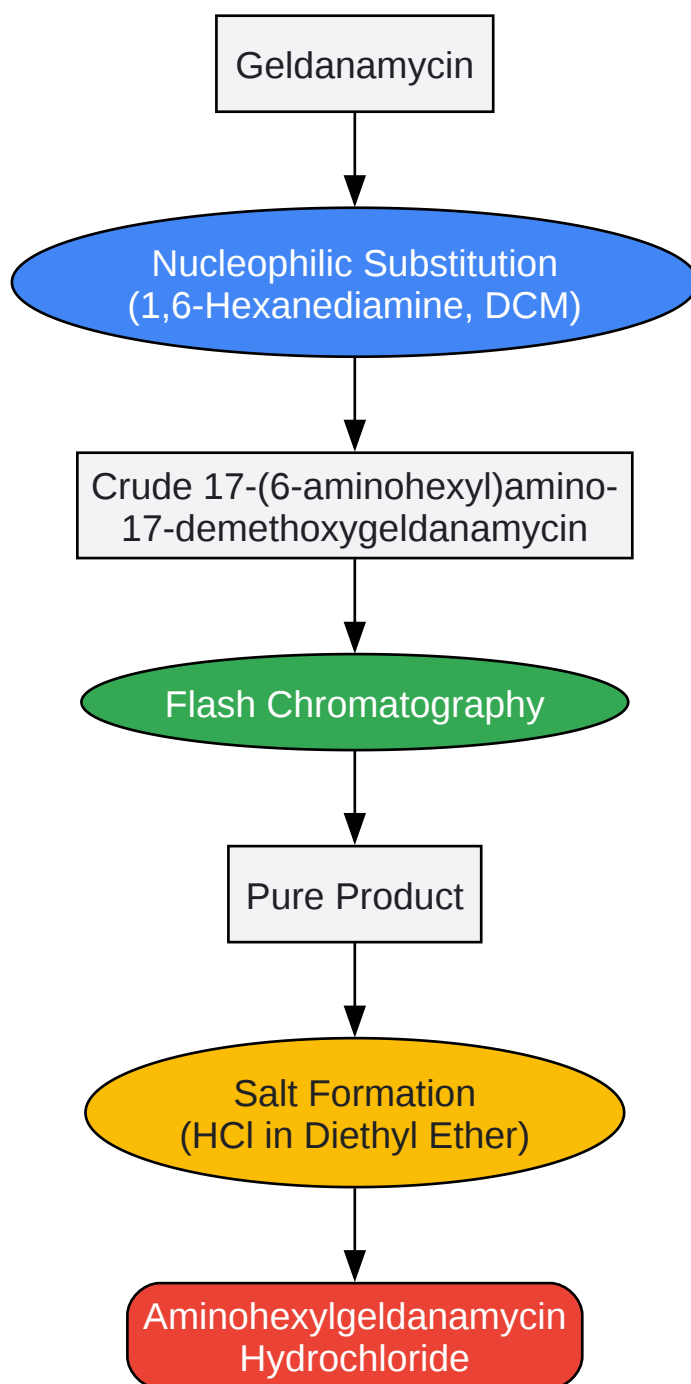 Geldanamycin
Nucleophilic Substitution
(1,6-Hexanediamine, DCM)
Crude 17-(6-aminohexyl)amino-
17-demethoxygeldanamycin
Flash Chromatography
Pure Product
Salt Formation
(HCl in Diethyl Ether)
Aminohexylgeldanamycin
Hydrochloride